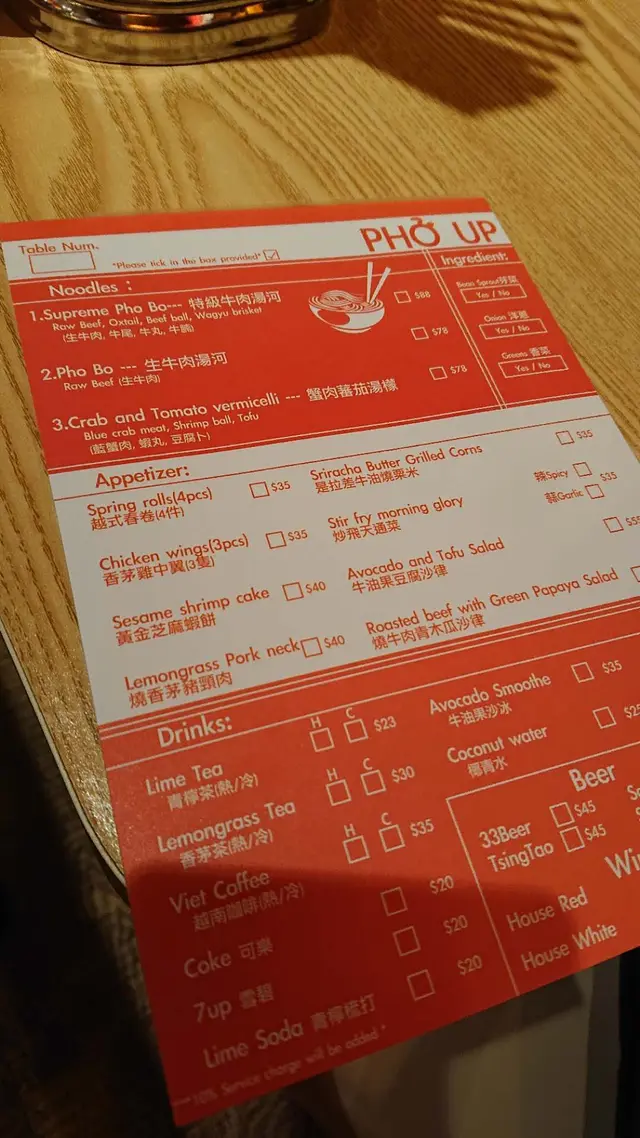 PHỞ UP
Table Num.
*Please tick in the box provided*
Noodles :
1.Supreme Pho Bo--- 特級牛肉湯河 $88
Raw Beef, Oxtail, Beef ball, Wagyu brisket
(生牛肉, 牛尾, 牛丸, 牛腩)
2.Pho Bo --- 生牛肉湯河 $78
Raw Beef (生牛肉)
3.Crab and Tomato vermicelli --- 蟹肉蕃茄湯檬 $78
Blue crab meat, Shrimp ball, Tofu
(藍蟹肉, 蝦丸, 豆腐卜)
Ingredient:
Bean Sprout芽菜
Yes / No
Onion 洋蔥
Yes / No
Greens 香菜
Yes / No
Appetizer:
Spring rolls(4pcs) $35
越式春卷(4件)
Chicken wings(3pcs) $35
香茅雞中翼(3隻)
Sesame shrimp cake $40
黃金芝麻蝦餅
Lemongrass Pork neck $40
燒香茅豬頸肉
Sriracha Butter Grilled Corns $35
是拉差牛油燒粟米
Stir fry morning glory 辣Spicy
炒飛天通菜 蒜Garlic $35
Avocado and Tofu Salad
牛油果豆腐沙律
Roasted beef with Green Papaya Salad
燒牛肉青木瓜沙律
Drinks:
H C
Lime Tea $23
青檸茶(熱/冷)
H C
Lemongrass Tea $30
香茅茶(熱/冷)
H C
Viet Caffee $35
越南咖啡(熱/冷)
Coke 可樂 $20
7up 雪碧 $20
Lime Soda 青檸梳打 $20
Avocado Smoothe $35
牛油果沙冰
Coconut water
椰青水
Beer
33Beer $45
TsingTao $45
House Red
House White
*** 10% Service charge will be added *